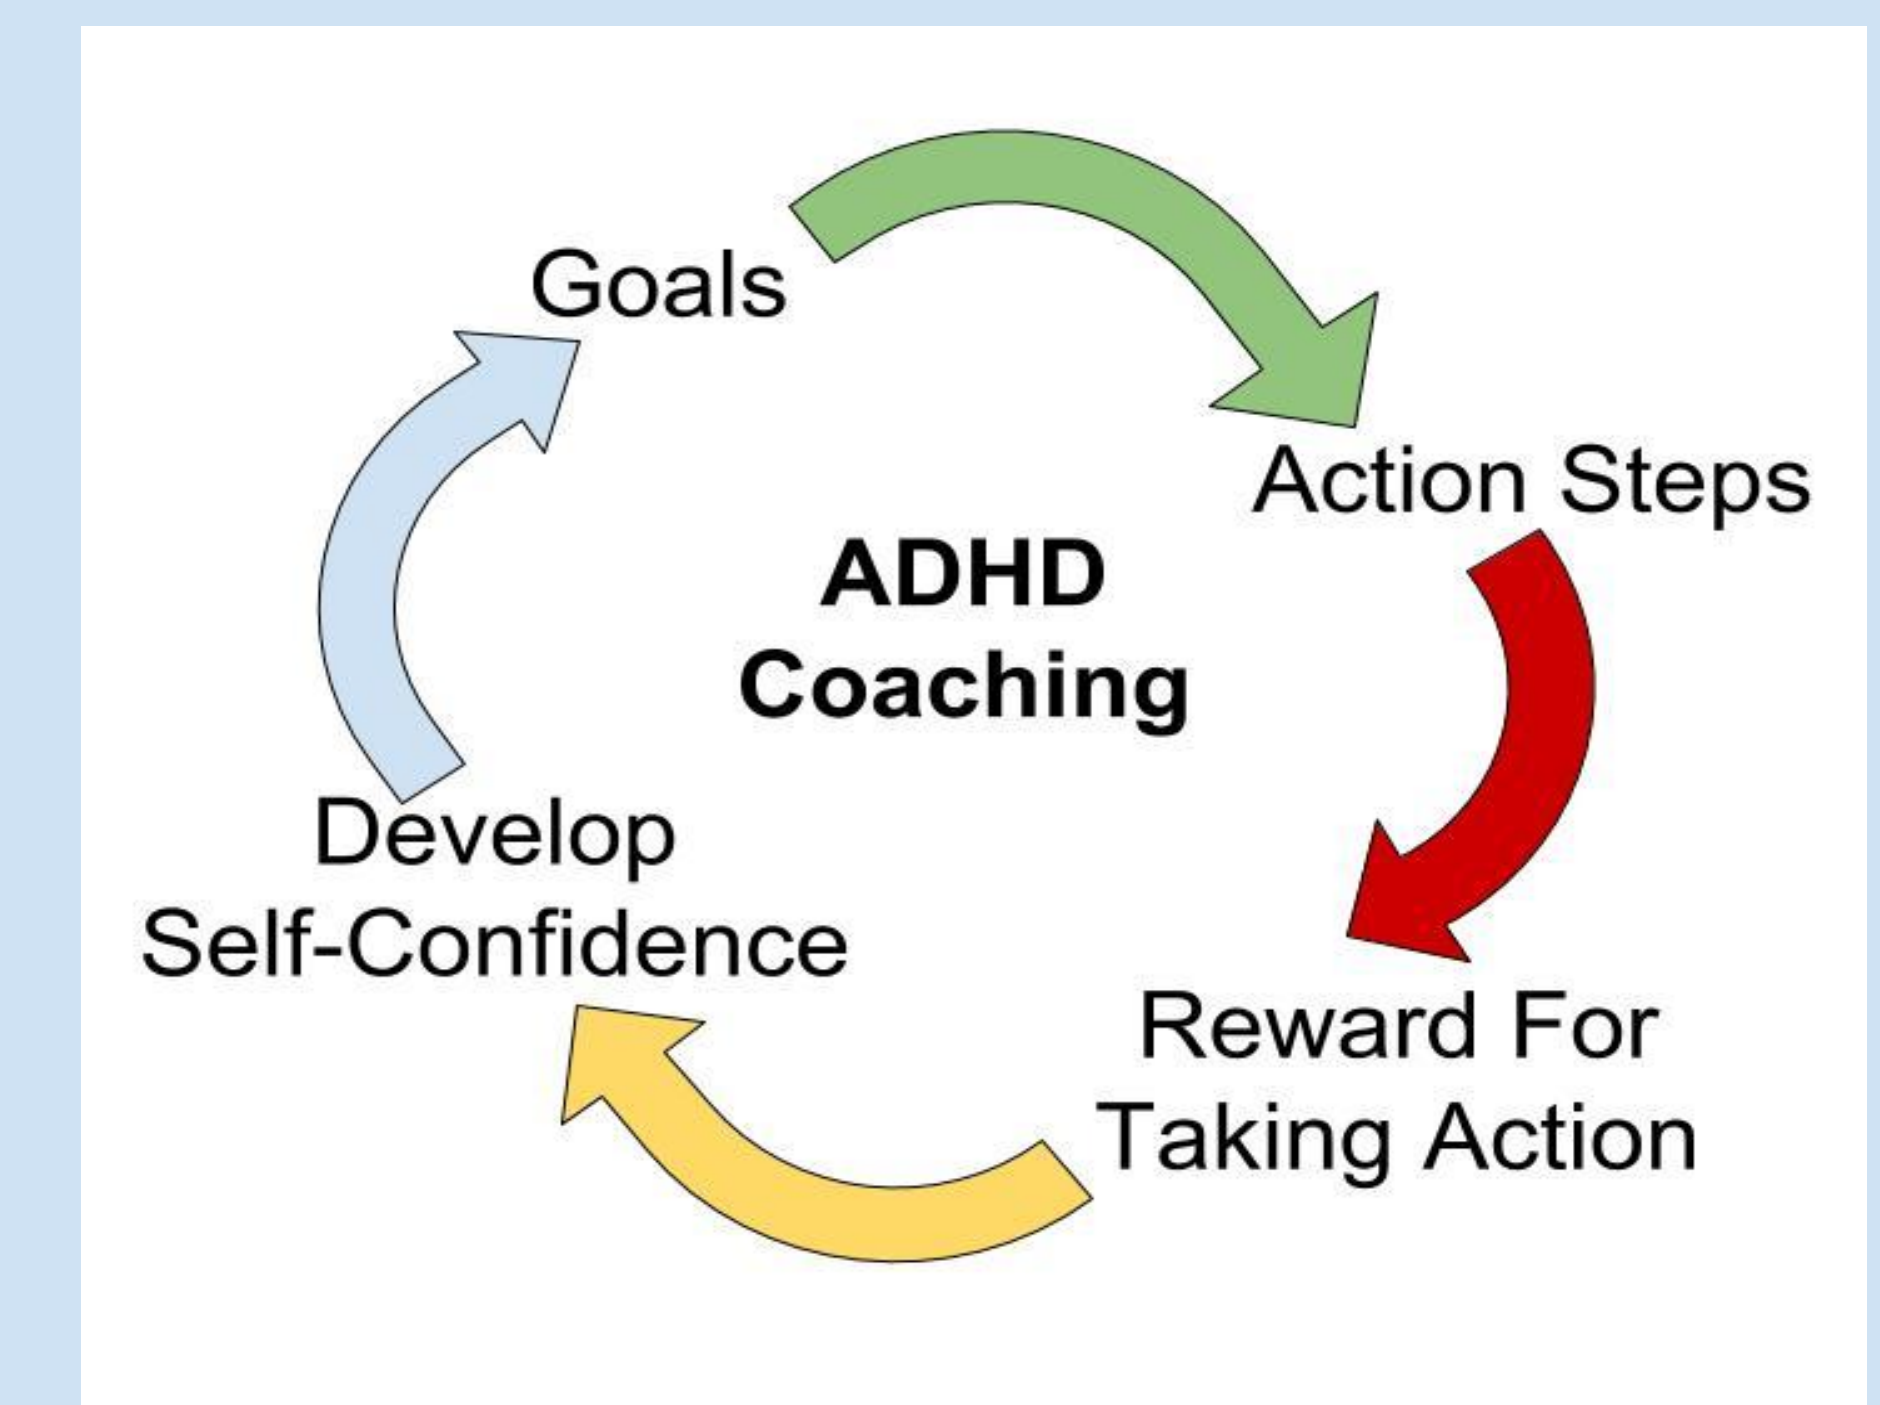 Goals
Action Steps
ADHD
Coaching
Develop
Self-Confidence
Reward For
Taking Action